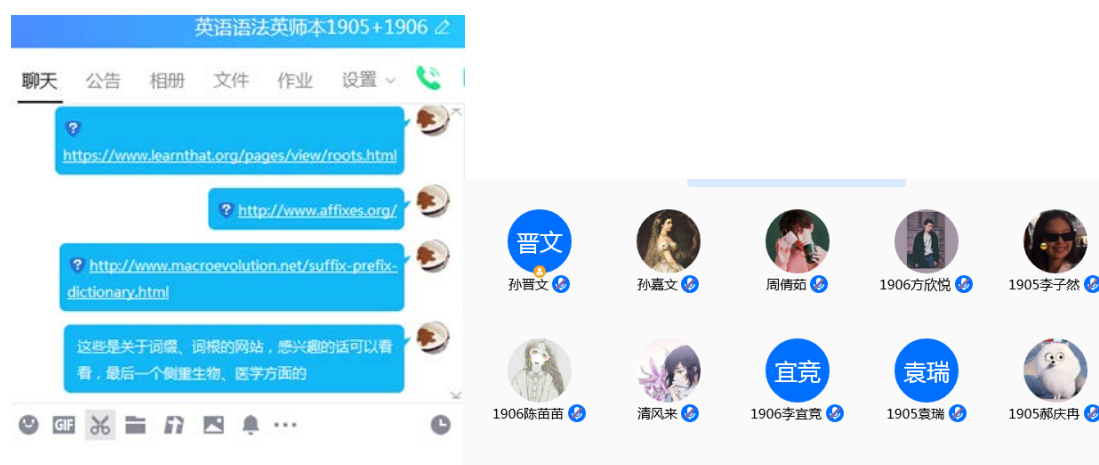 英语语法英师本1905+1906
聊天 公告 相册 文件 作业 设置
https://www.learnthat.org/pages/view/roots.html
http://www.affixes.org/
http://www.macroevolution.net/suffix-prefix-
dictionary.html
这些是关于词缀、词根的网站，感兴趣的话可以看
看，最后一个侧重生物、医学方面的
GIF
晋文
孙晋文 孙嘉文 周倩茹 1906方欣悦 1905李子然
宜竞 袁瑞
1906陈苗苗 清风来 1906李宜竞 1905袁瑞 1905郝庆冉